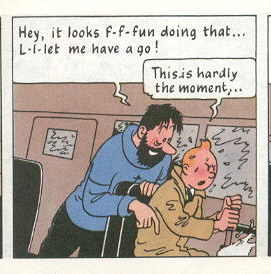 Hey, it looks f-f-fun doing that...
L-l-let me have a go!
This is hardly
the moment,..